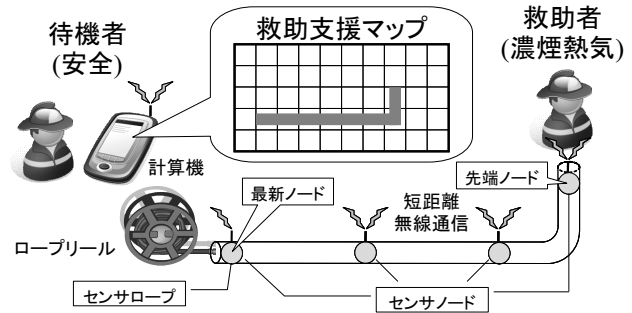 待機者
(安全)
救助支援マップ
救助者
(濃煙熱気)
計算機
最新ノード
短距離
無線通信
先端ノード
ロープリール
センサロープ
センサノード